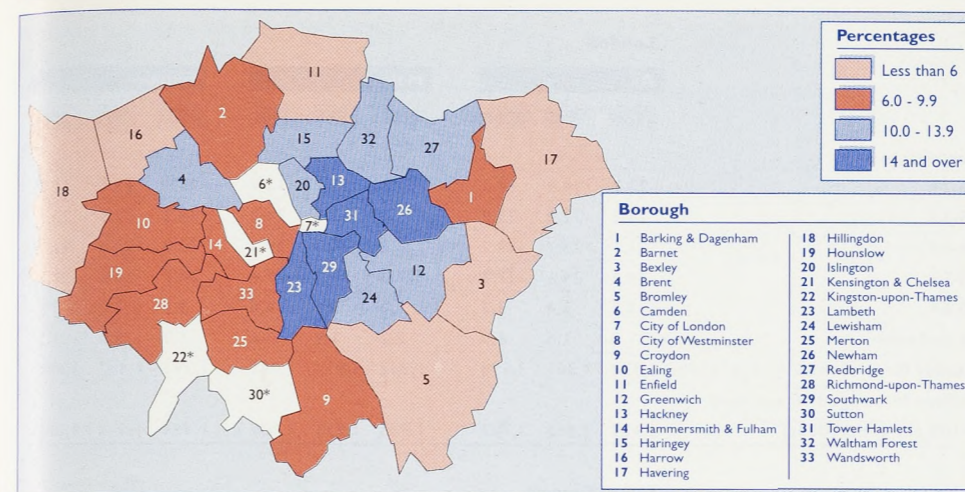 11
2
16
15
32
27
17
4
6*
20
13
18
1
10
8
7*
31
26
14
21*
19
29
12
3
28
33
23
24
25
22*
5
30*
9
Percentages
Less than 6
6.0 - 9.9
10.0 - 13.9
14 and over
Borough
1 Barking & Dagenham
2 Barnet
3 Bexley
4 Brent
5 Bromley
6 Camden
7 City of London
8 City of Westminster
9 Croydon
10 Ealing
11 Enfield
12 Greenwich
13 Hackney
14 Hammersmith & Fulham
15 Haringey
16 Harrow
17 Havering
18 Hillingdon
19 Hounslow
20 Islington
21 Kensington & Chelsea
22 Kingston-upon-Thames
23 Lambeth
24 Lewisham
25 Merton
26 Newham
27 Redbridge
28 Richmond-upon-Thames
29 Southwark
30 Sutton
31 Tower Hamlets
32 Waltham Forest
33 Wandsworth